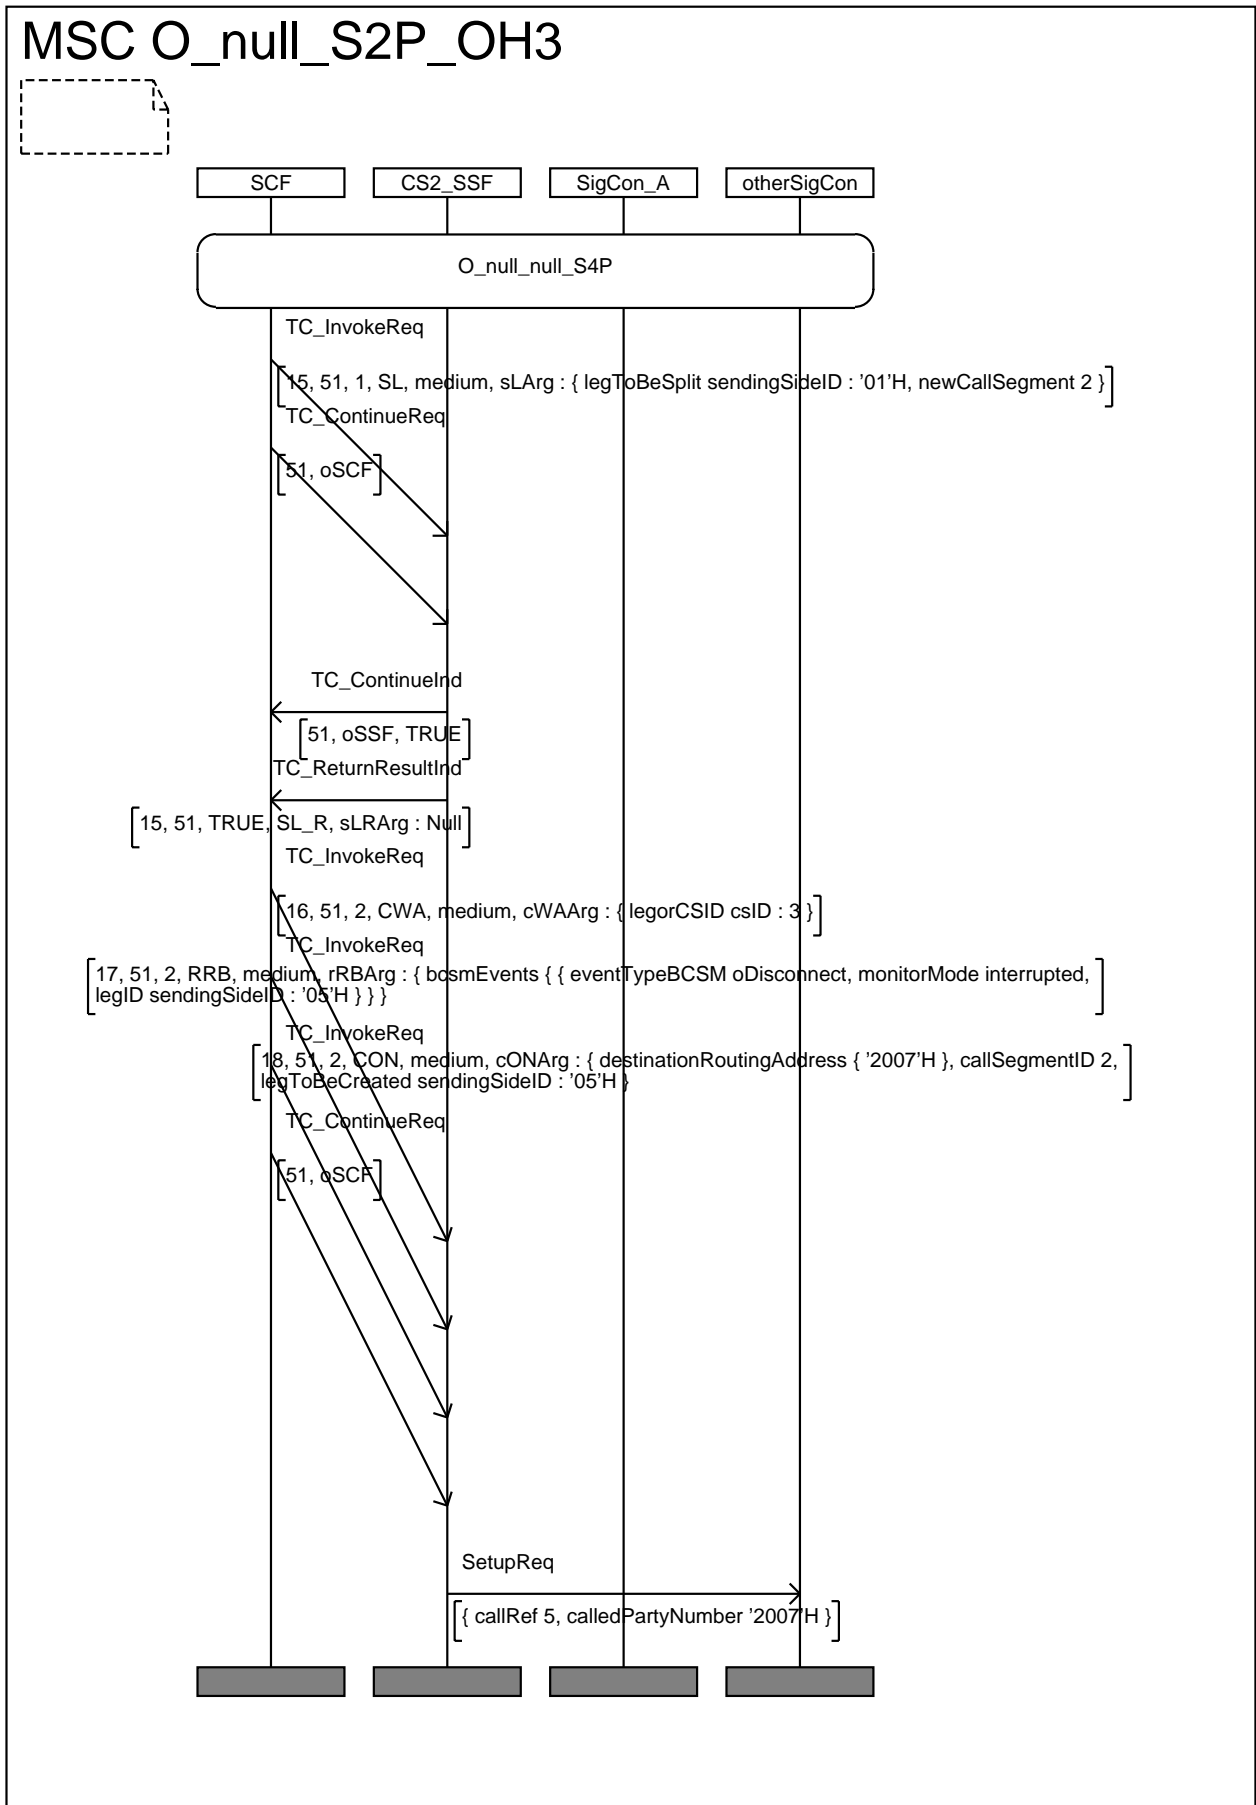 MSC O_null_S2P_OH3
SCF
CS2_SSF
SigCon_A
otherSigCon
O_null_null_S4P
TC_InvokeReq
15, 51, 1, SL, medium, sLArg : { legToBeSplit sendingSideID : ’01’H, newCallSegment 2 }
TC_ContinueReq
51, oSCF
TC_ContinueInd
51, oSSF, TRUE
TC_ReturnResultInd
15, 51, TRUE, SL_R, sLRArg : Null
TC_InvokeReq
16, 51, 2, CWA, medium, cWAArg : { legorCSID csID : 3 }
TC_InvokeReq
17, 51, 2, RRB, medium, rRBArg : { bcsmEvents { { eventTypeBCSM oDisconnect, monitorMode interrupted,
legID sendingSideID : ’05’H } } }
TC_InvokeReq
18, 51, 2, CON, medium, cONArg : { destinationRoutingAddress { ’2007’H }, callSegmentID 2,
legToBeCreated sendingSideID : ’05’H }
TC_ContinueReq
51, oSCF
SetupReq
{ callRef 5, calledPartyNumber ’2007’H }